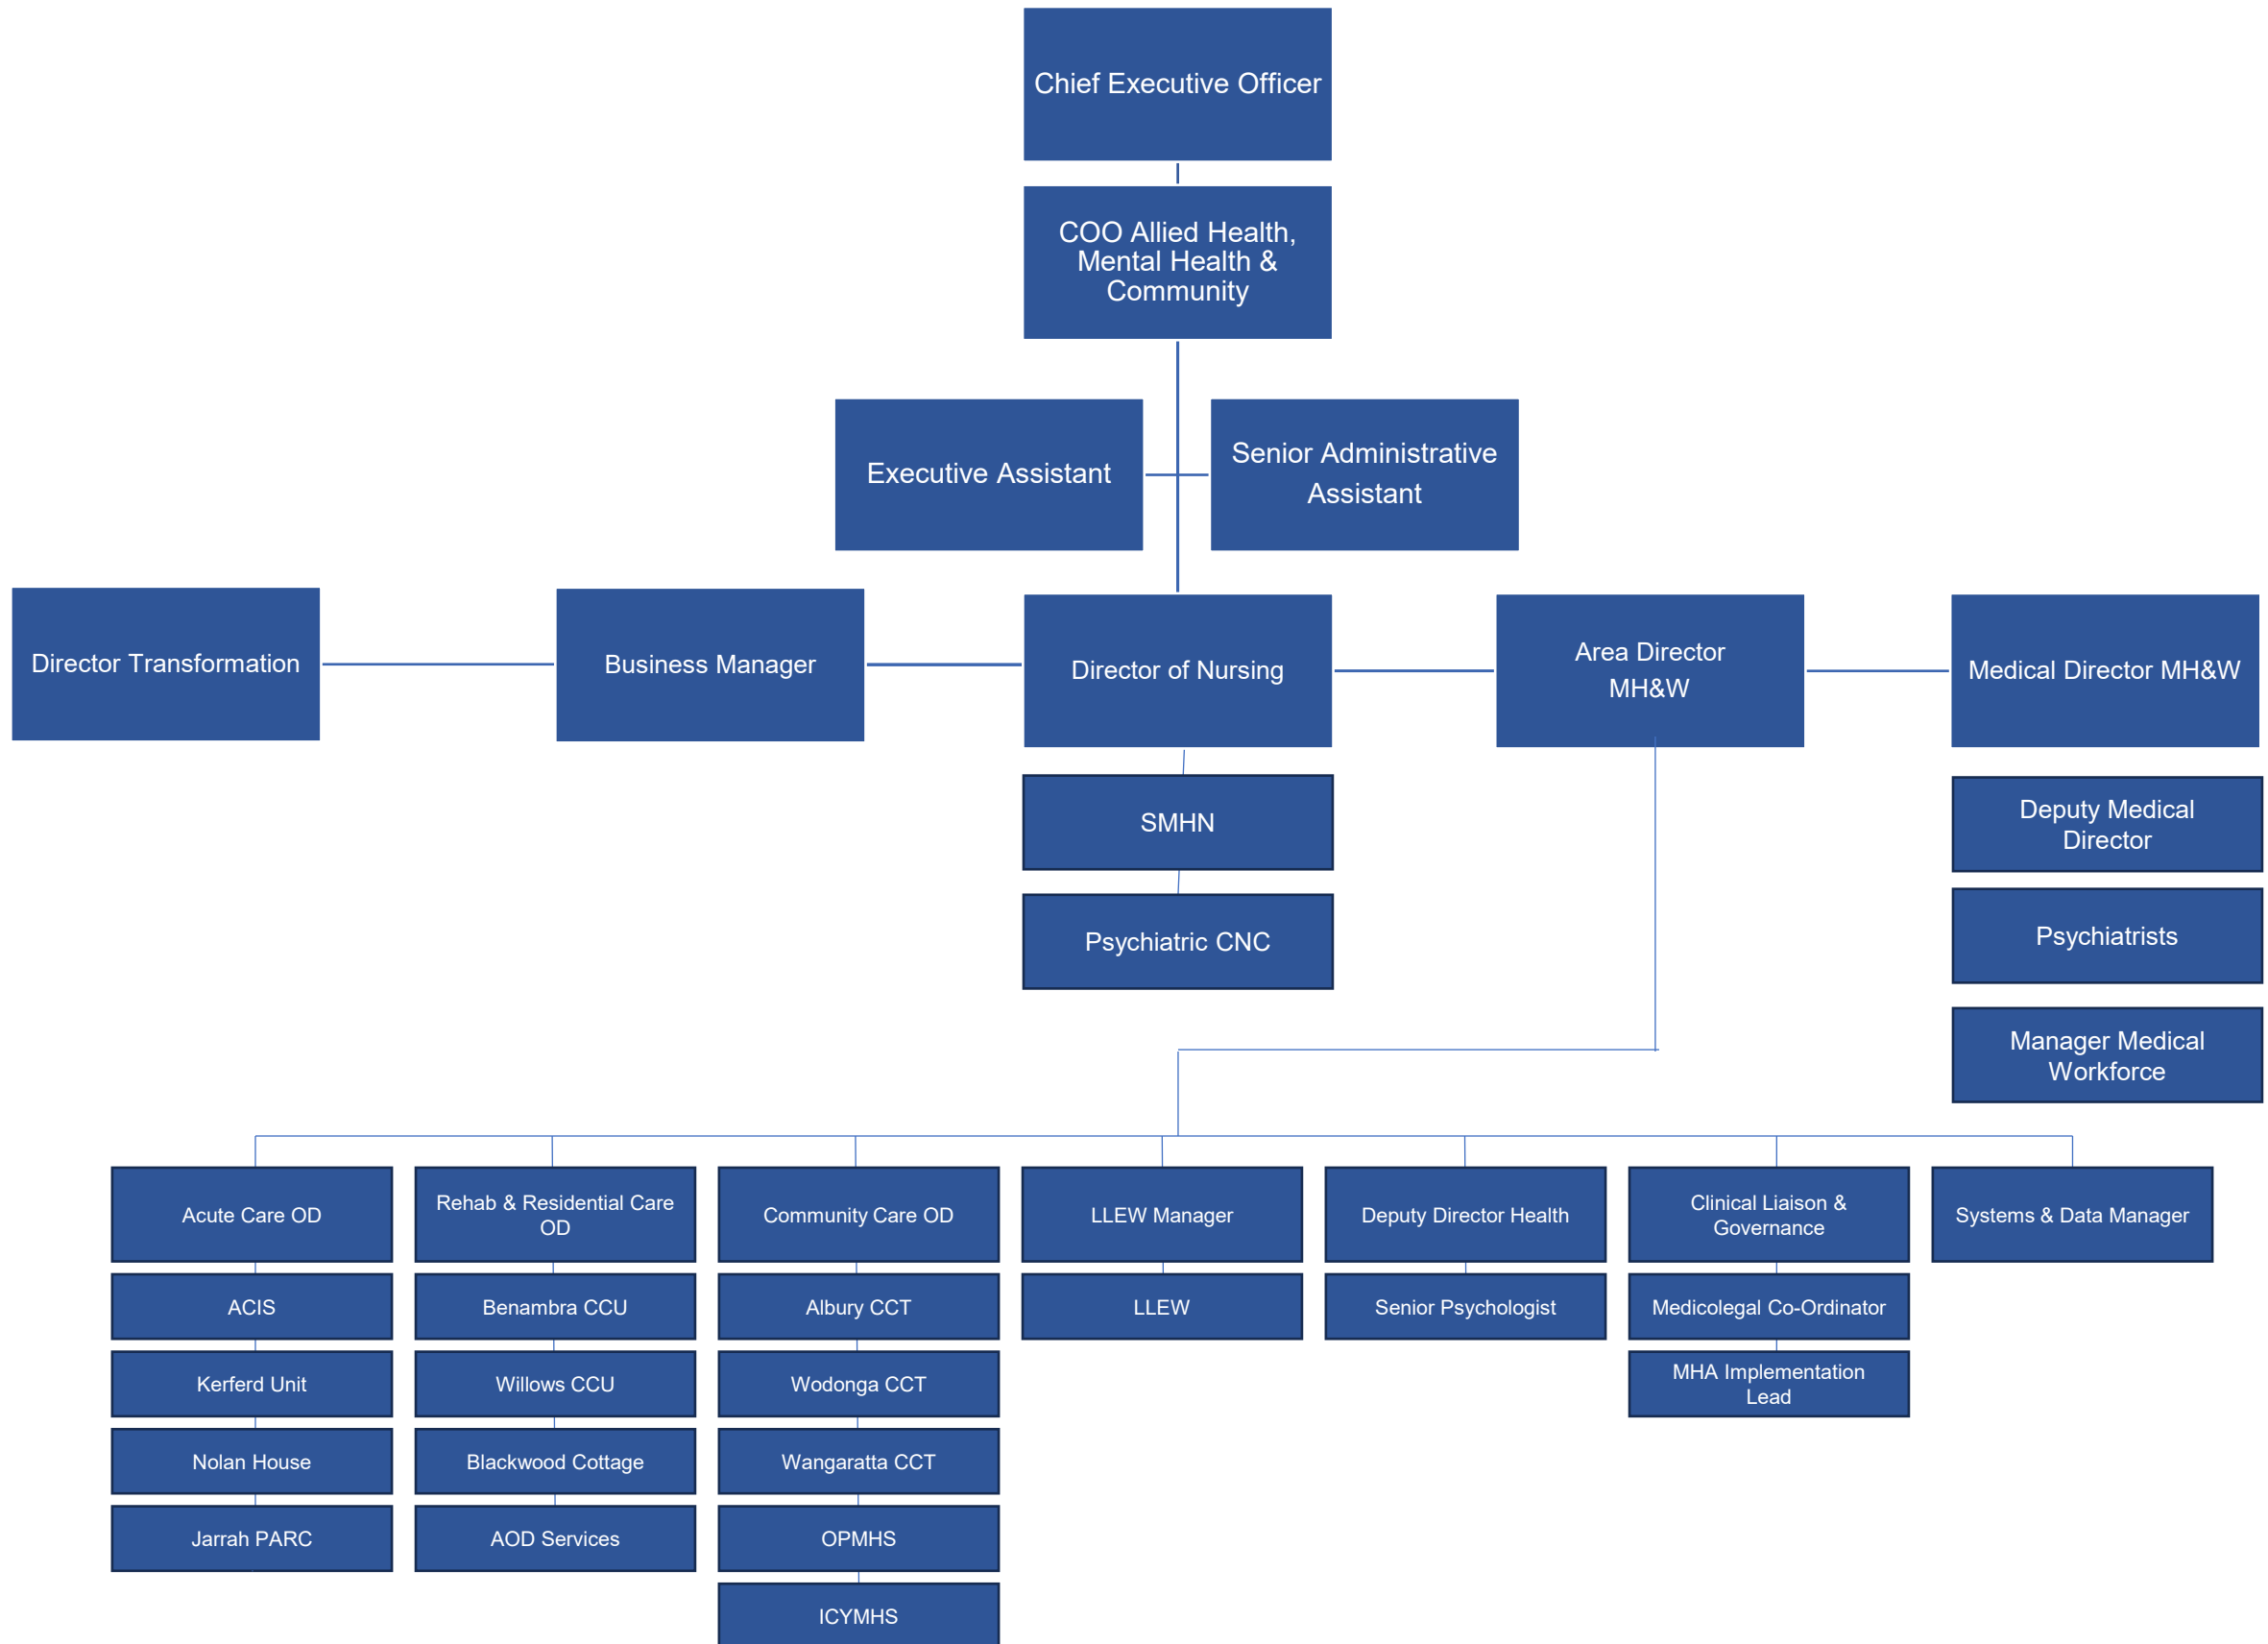 Chief Executive Officer
COO Allied Health,
Mental Health &
Community
Executive Assistant
Senior Administrative
Assistant
Director Transformation
Business Manager
Director of Nursing
Area Director
MH&W
Medical Director MH&W
SMHN
Psychiatric CNC
Deputy Medical
Director
Psychiatrists
Manager Medical
Workforce
Acute Care OD
ACIS
Kerferd Unit
Nolan House
Jarrah PARC
Rehab & Residential Care
OD
Benambra CCU
Willows CCU
Blackwood Cottage
AOD Services
Community Care OD
Albury CCT
Wodonga CCT
Wangaratta CCT
OPMHS
ICYMHS
LLEW Manager
LLEW
Deputy Director Health
Senior Psychologist
Clinical Liaison &
Governance
Medicolegal Co-Ordinator
MHA Implementation
Lead
Systems & Data Manager